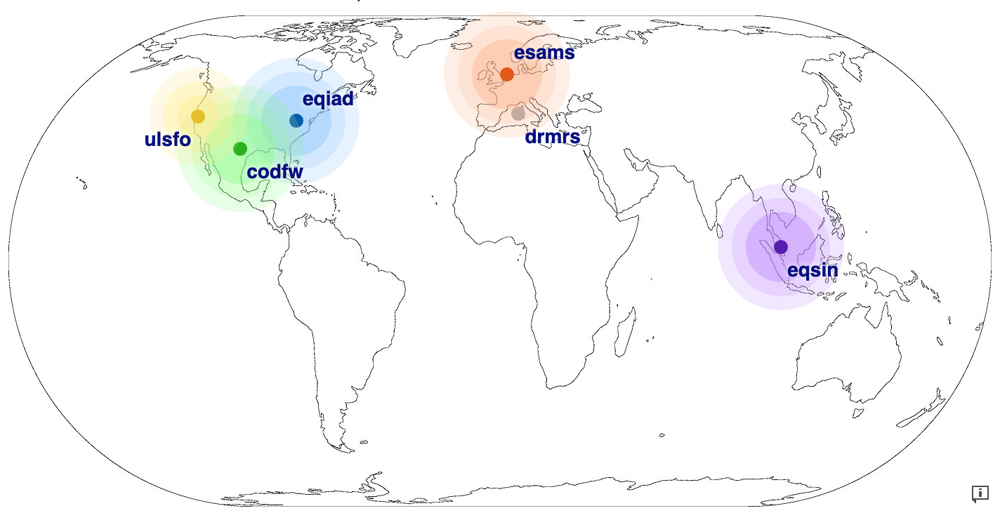 esams
eqiad
drmrs
ulsfo
codfw
eqsin